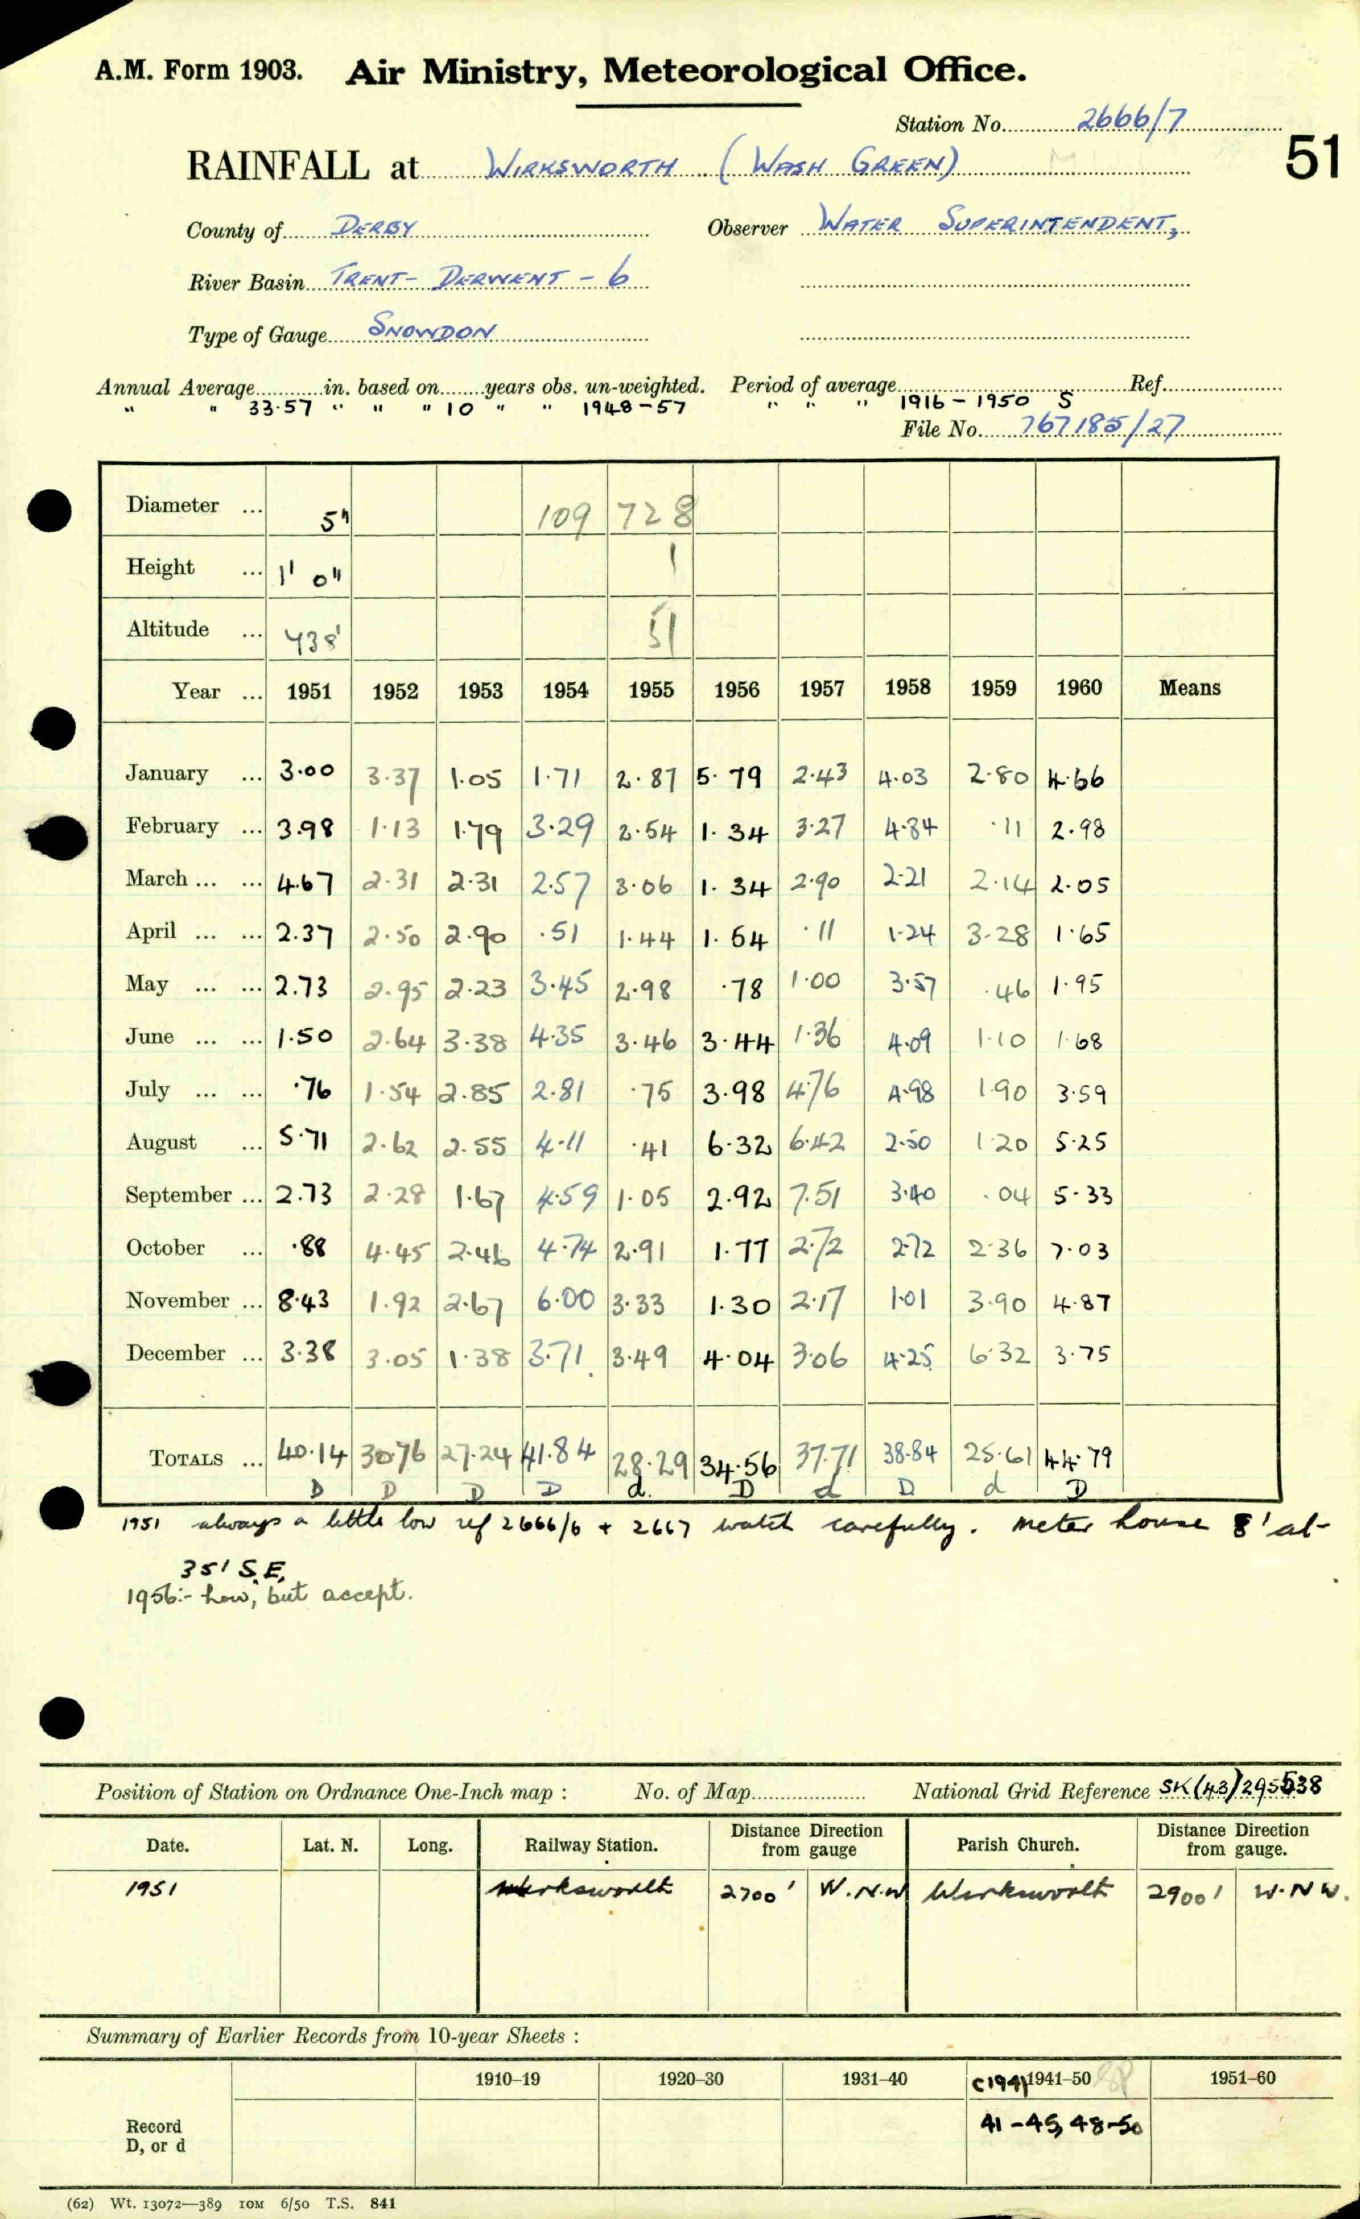 A.M. Form 1903. Air Ministry, Meteorological Office.
Station No. 2666/7
RAINFALL at WIRKSWORTH (WASH GREEN)
51
County of DERBY Observer WATER SUPERINTENDENT,
River Basin TRENT- DERWENT - 6
Type of Gauge SNOWDON
Annual Average in. based on years obs. un-weighted. Period of average Ref.
" " 33.57 " " " 10 " " 1948-57 " " " 1916 - 1950 S
File No. 767185/27
Diameter ... 5" 109 728
Height ... 1' 0" 1
Altitude ... 438' 51
Year ... 1951 1952 1953 1954 1955 1956 1957 1958 1959 1960 Means
January ... 3.00 3.37 1.05 1.71 2.87 5.79 2.43 4.03 2.80 4.66
February ... 3.98 1.13 1.79 3.29 2.54 1.34 3.27 4.84 .11 2.98
March ... ... 4.67 2.31 2.31 2.57 3.06 1.34 2.90 2.21 2.14 2.05
April ... ... 2.37 2.50 2.90 .51 1.44 1.54 .11 1.24 3.28 1.65
May ... ... 2.73 2.95 2.23 3.45 2.98 .78 1.00 3.57 .46 1.95
June ... ... 1.50 2.64 3.38 4.35 3.46 3.44 1.36 4.09 1.10 1.68
July ... ... .76 1.54 2.85 2.81 .75 3.98 4.76 4.98 1.90 3.59
August ... 5.71 2.62 2.55 4.11 .41 6.32 6.42 2.50 1.20 5.25
September ... 2.73 2.28 1.67 4.59 1.05 2.92 7.51 3.40 .04 5.33
October ... .88 4.45 2.46 4.74 2.91 1.77 2.72 2.72 2.36 7.03
November ... 8.43 1.92 2.67 6.00 3.33 1.30 2.17 1.01 3.90 4.87
December ... 3.38 3.05 1.38 3.71 3.49 4.04 3.06 4.25 6.32 3.75
TOTALS ... 40.14 30.76 27.24 41.84 28.29 34.56 37.71 38.84 25.61 44.79
D D D D d. D d D d D
1951 always a little low ref 2666/6 + 2667 watch carefully. Meter house 8' at
35' S.E.
1956:- Low, but accept.
Position of Station on Ordnance One-Inch map : No. of Map National Grid Reference SK(43)295538
Date. Lat. N. Long. Railway Station. Distance Direction from gauge Parish Church. Distance Direction from gauge.
1951 Wirksworth 2700' W.N.W Wirksworth 2900' W.N.W.
Summary of Earlier Records from 10-year Sheets :
1910–19 1920–30 1931–40 (1941 1941–50 1951–60
Record D, or d 41-45, 48-50
(62) Wt. 13072—389 10M 6/50 T.S. 841